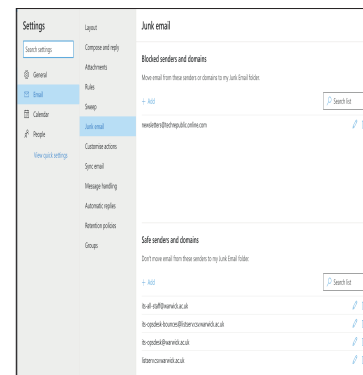 Settings
Search settings
General
Email
Calendar
People
View quick settings
Layout
Compose and reply
Attachments
Rules
Sweep
Junk email
Customise actions
Sync email
Message handling
Automatic replies
Retention policies
Groups
Junk email
Blocked senders and domains
Move email from these senders or domains to my Junk Email folder.
+ Add
Search list
newsletters@techrepublic.online.com
Safe senders and domains
Don't move email from these senders to my Junk Email folder.
+ Add
Search list
its-all-staff@warwick.ac.uk
its-opsdesk-bounces@listserv.csv.warwick.ac.uk
its-opsdesk@warwick.ac.uk
listserv.csv.warwick.ac.uk